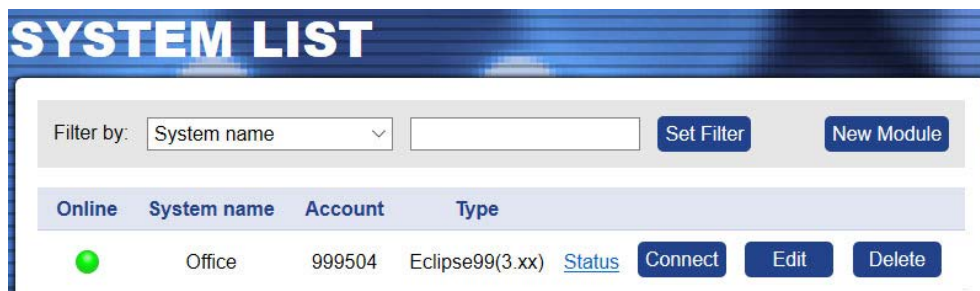 SYSTEM LIST
Filter by: System name Set Filter New Module
Online System name Account Type
Office 999504 Eclipse99(3.xx) Status Connect Edit Delete